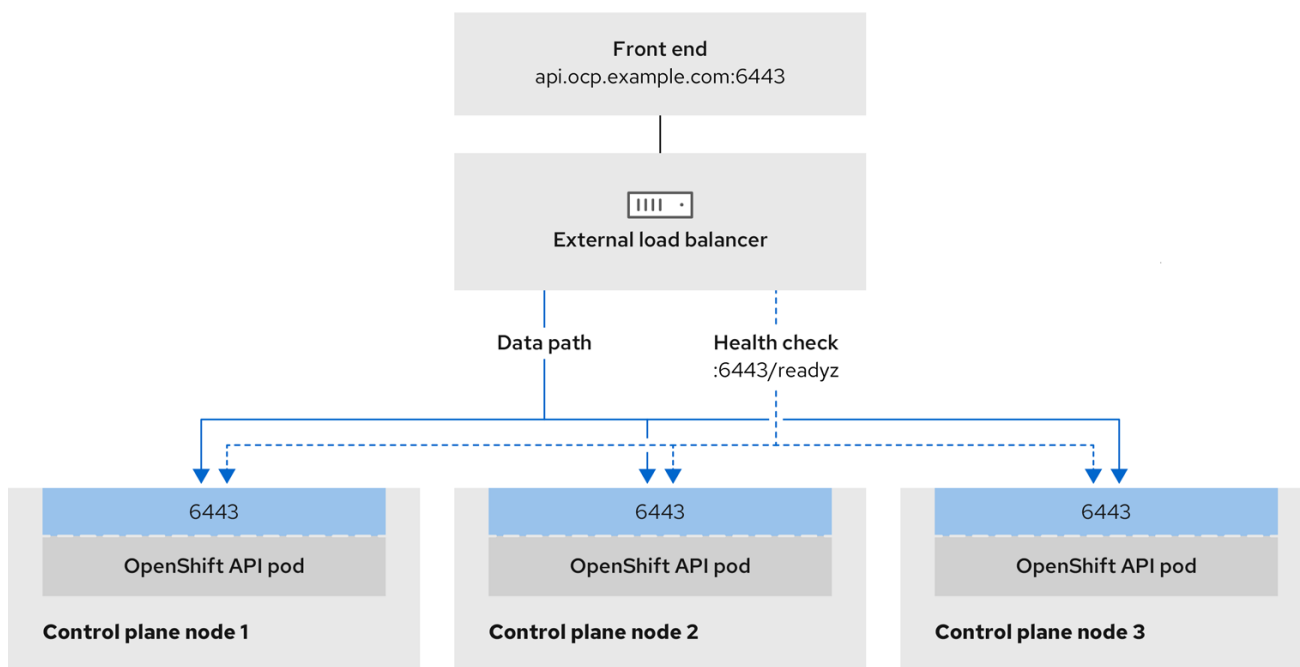 Front end
api.ocp.example.com:6443
External load balancer
Data path
Health check
:6443/readyz
6443
OpenShift API pod
Control plane node 1
6443
OpenShift API pod
Control plane node 2
6443
OpenShift API pod
Control plane node 3